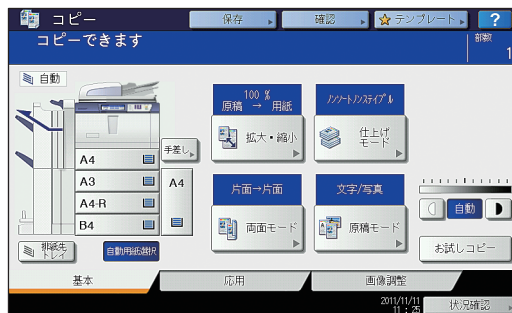 コピー
保存
確認
テンプレート
?
コピーできます
部数
1
自動
100 %
原稿 → 用紙
ノンソートノンステイプル
拡大・縮小
仕上げ
モード
手差し
A4
A3
A4-R
B4
A4
片面→片面
文字/写真
両面モード
原稿モード
自動
排紙先
トレイ
自動用紙選択
お試しコピー
基本
応用
画像調整
2011/11/11
11 : 25
状況確認